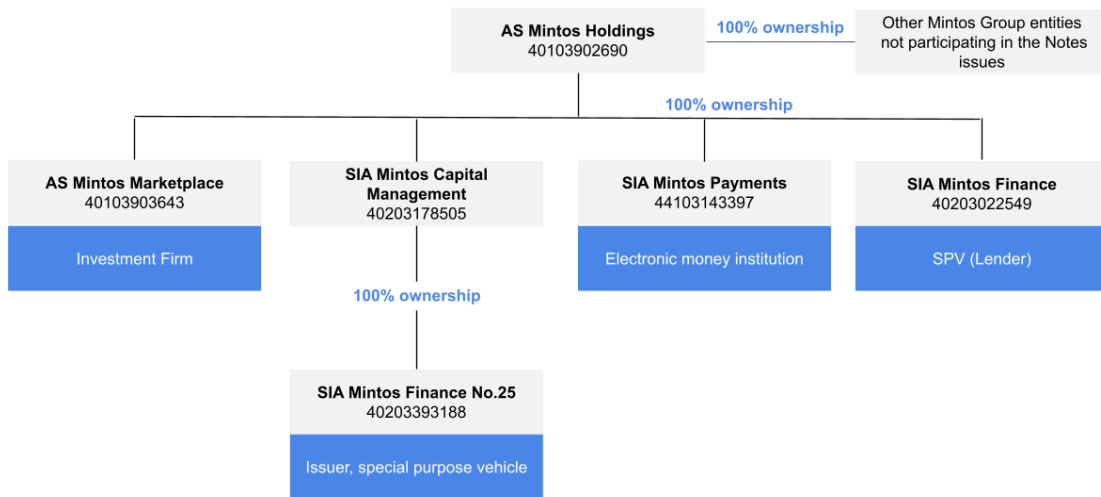 AS Mintos Holdings
40103902690
100% ownership
Other Mintos Group entities
not participating in the Notes
issues
100% ownership
AS Mintos Marketplace
40103903643
Investment Firm
SIA Mintos Capital
Management
40203178505
SIA Mintos Payments
44103143397
Electronic money institution
SIA Mintos Finance
40203022549
SPV (Lender)
100% ownership
SIA Mintos Finance No.25
40203393188
Issuer, special purpose vehicle